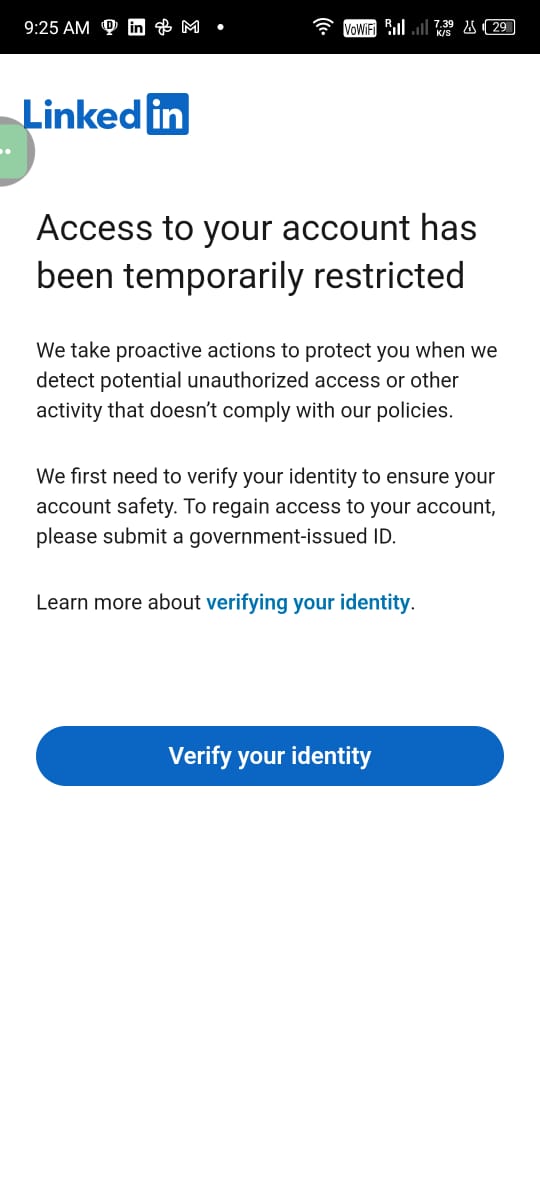 9:25 AM VoWiFi R 7.39 K/S 29
Linked in
Access to your account has
been temporarily restricted
We take proactive actions to protect you when we
detect potential unauthorized access or other
activity that doesn’t comply with our policies.
We first need to verify your identity to ensure your
account safety. To regain access to your account,
please submit a government-issued ID.
Learn more about verifying your identity.
Verify your identity